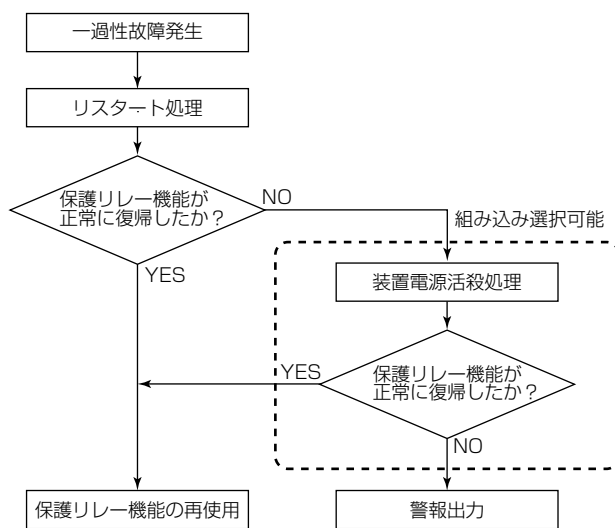 一過性故障発生
リスタート処理
保護リレー機能が
正常に復帰したか？
NO
YES
組み込み選択可能
装置電源活殺処理
保護リレー機能が
正常に復帰したか？
YES
NO
保護リレー機能の再使用
警報出力